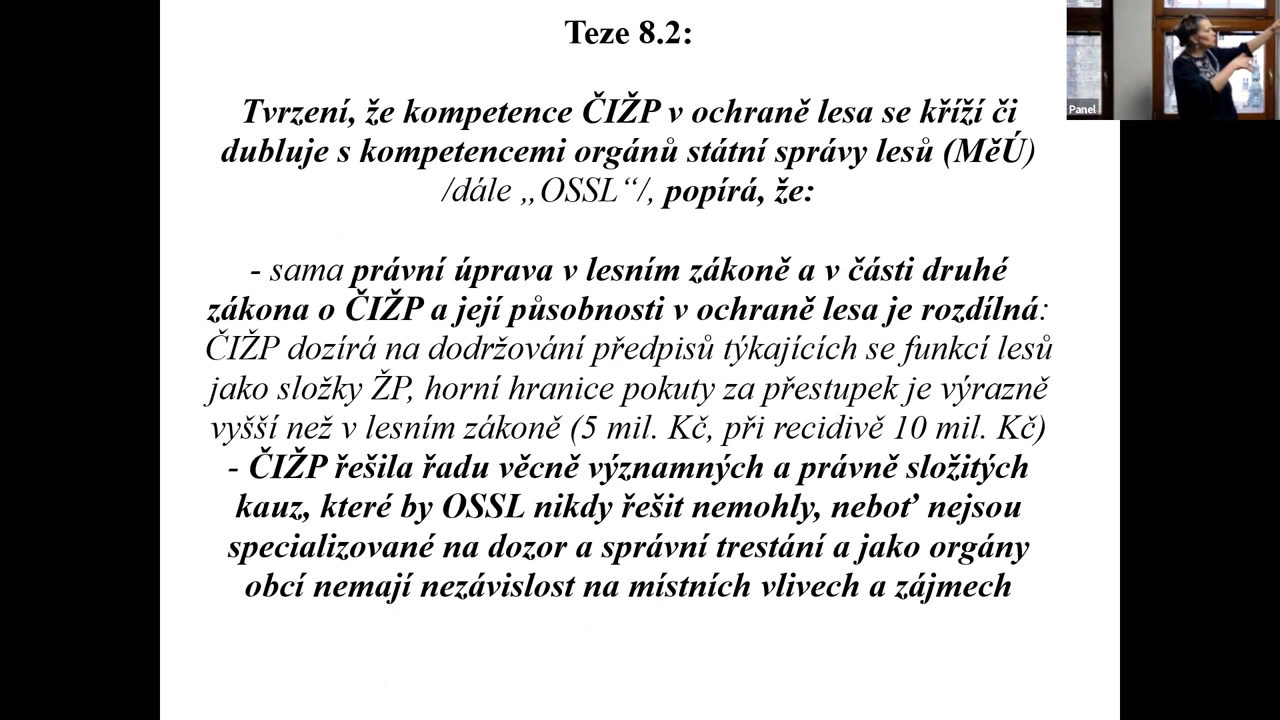 Teze 8.2:
Tvrzení, že kompetence ČIŽP v ochraně lesa se kříží či
dubluje s kompetencemi orgánů státní správy lesů (MěÚ)
/dále „OSSL“/, popírá, že:
- sama právní úprava v lesním zákoně a v části druhé
zákona o ČIŽP a její působnosti v ochraně lesa je rozdílná:
ČIŽP dozírá na dodržování předpisů týkajících se funkcí lesů
jako složky ŽP, horní hranice pokuty za přestupek je výrazně
vyšší než v lesním zákoně (5 mil. Kč, při recidivě 10 mil. Kč)
- ČIŽP řešila řadu věcně významných a právně složitých
kauz, které by OSSL nikdy řešit nemohly, neboť nejsou
specializované na dozor a správní trestání a jako orgány
obcí nemají nezávislost na místních vlivech a zájmech
Panel